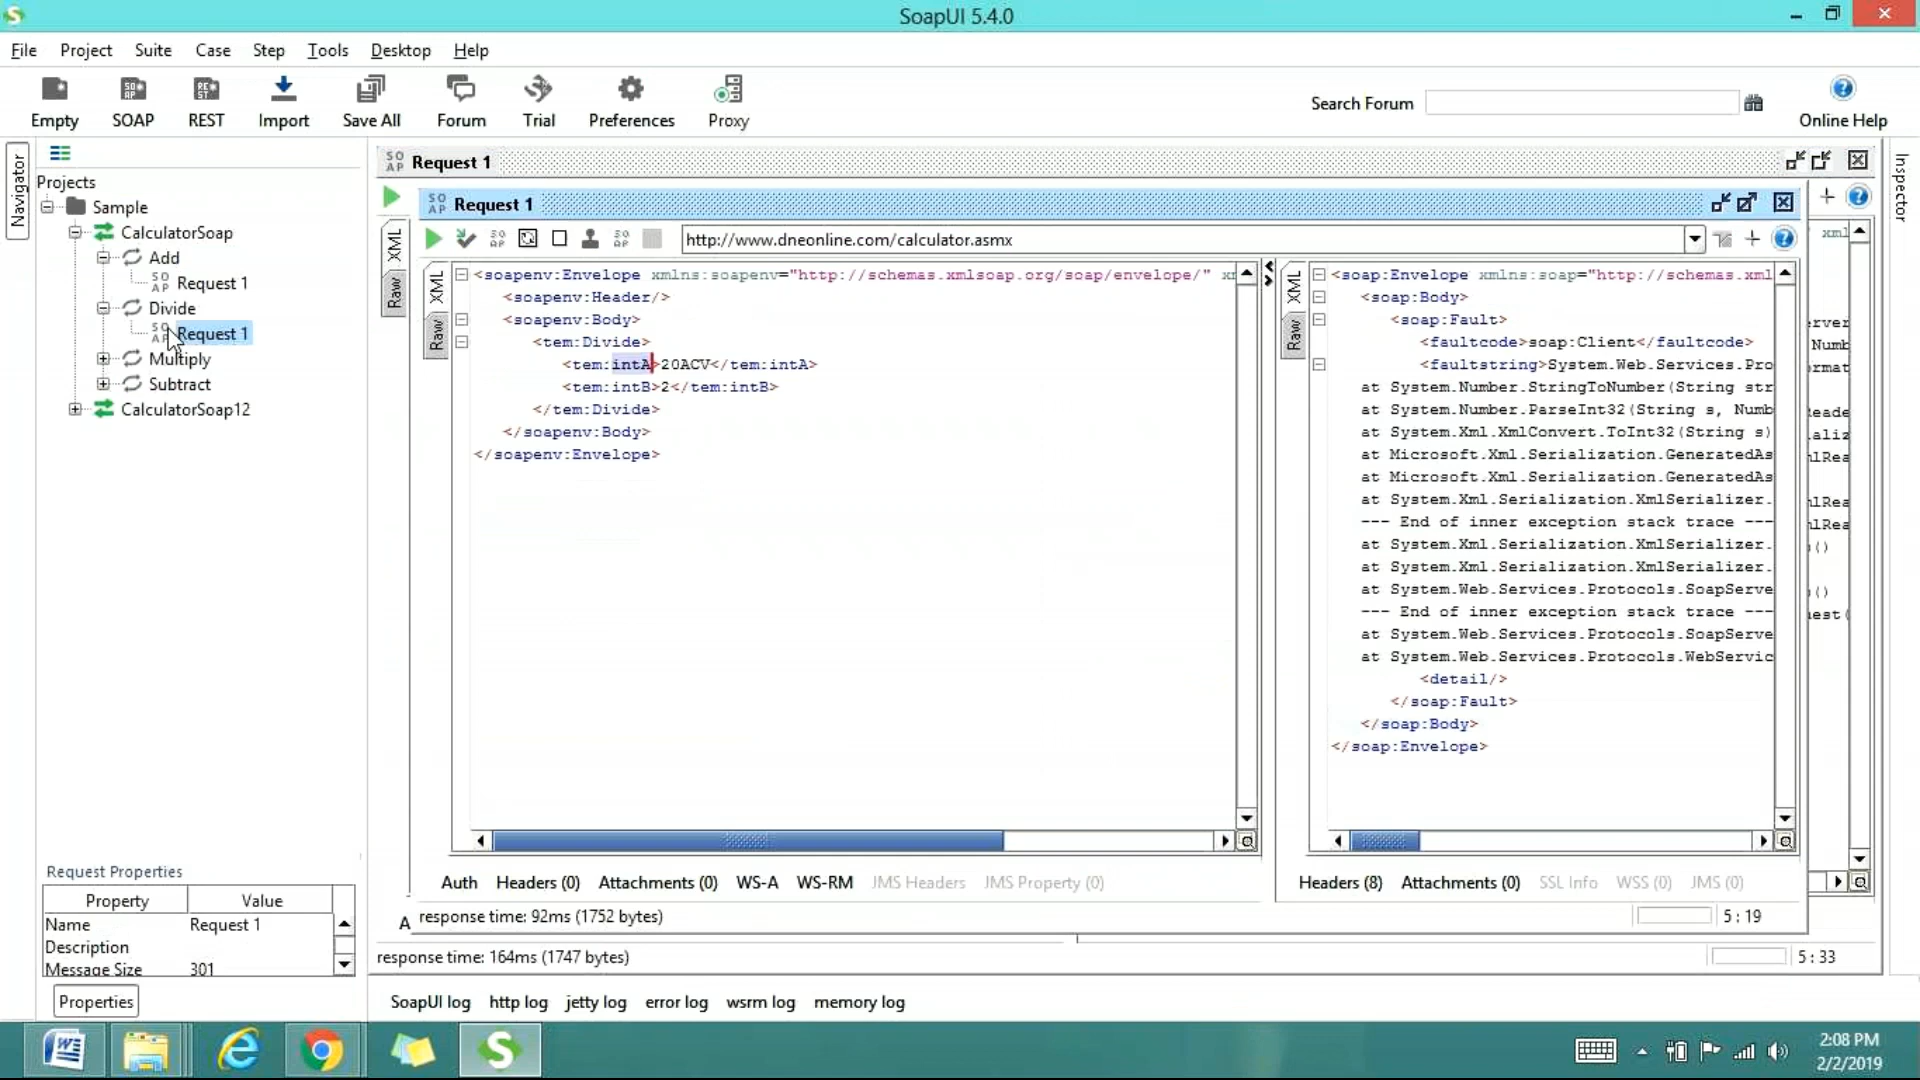 SoapUI 5.4.0
File Project Suite Case Step Tools Desktop Help
Empty SOAP REST Import Save All Forum Trial Preferences Proxy
Search Forum
Online Help
Navigator
Inspector
Projects
Sample
CalculatorSoap
Add
Request 1
Divide
Request 1
Multiply
Subtract
CalculatorSoap12
Request 1
Request 1
http://www.dneonline.com/calculator.asmx
XML
Raw
XML
Raw
<soapenv:Envelope xmlns:soapenv="http://schemas.xmlsoap.org/soap/envelope/"
<soapenv:Header/>
<soapenv:Body>
<tem:Divide>
<tem:intA>20ACV</tem:intA>
<tem:intB>2</tem:intB>
</tem:Divide>
</soapenv:Body>
</soapenv:Envelope>
XML
Raw
<soap:Envelope xmlns:soap="http://schemas.xml
<soap:Body>
<soap:Fault>
<faultcode>soap:Client</faultcode>
<faultstring>System.Web.Services.Pro
at System.Number.StringToNumber(String str
at System.Number.ParseInt32(String s, Numb
at System.Xml.XmlConvert.ToInt32(String s)
at Microsoft.Xml.Serialization.GeneratedAs
at Microsoft.Xml.Serialization.GeneratedAs
at System.Xml.Serialization.XmlSerializer.
--- End of inner exception stack trace ---
at System.Xml.Serialization.XmlSerializer.
at System.Xml.Serialization.XmlSerializer.
at System.Web.Services.Protocols.SoapServe
--- End of inner exception stack trace ---
at System.Web.Services.Protocols.SoapServe
at System.Web.Services.Protocols.WebServic
<detail/>
</soap:Fault>
</soap:Body>
</soap:Envelope>
Auth Headers (0) Attachments (0) WS-A WS-RM JMS Headers JMS Property (0)
Headers (8) Attachments (0) SSL Info WSS (0) JMS (0)
A
response time: 92ms (1752 bytes)
5 : 19
response time: 164ms (1747 bytes)
5 : 33
Request Properties
Property Value
Name Request 1
Description
Message Size 301
Properties
SoapUI log http log jetty log error log wsrm log memory log
2:08 PM
2/2/2019